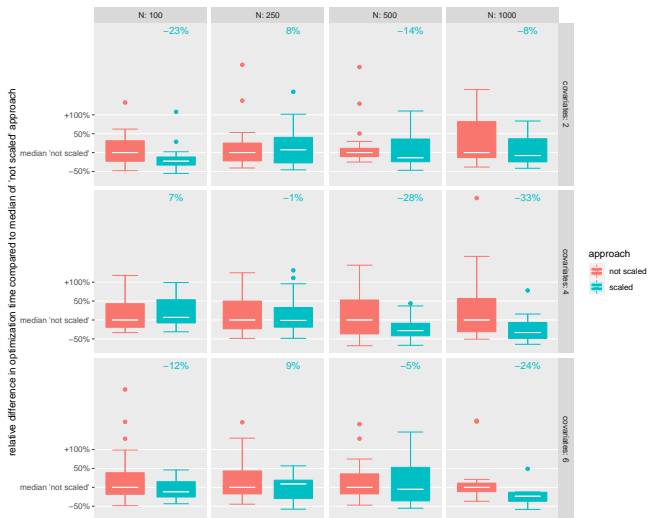 N: 100
N: 250
N: 500
N: 1000
relative difference in optimization time compared to median of 'not scaled' approach
−23%
8%
−14%
−8%
+100%
50%
median 'not scaled'
−50%
covariates: 2
7%
−1%
−28%
−33%
+100%
50%
median 'not scaled'
−50%
covariates: 4
approach
not scaled
scaled
−12%
9%
−5%
−24%
+100%
50%
median 'not scaled'
−50%
covariates: 6